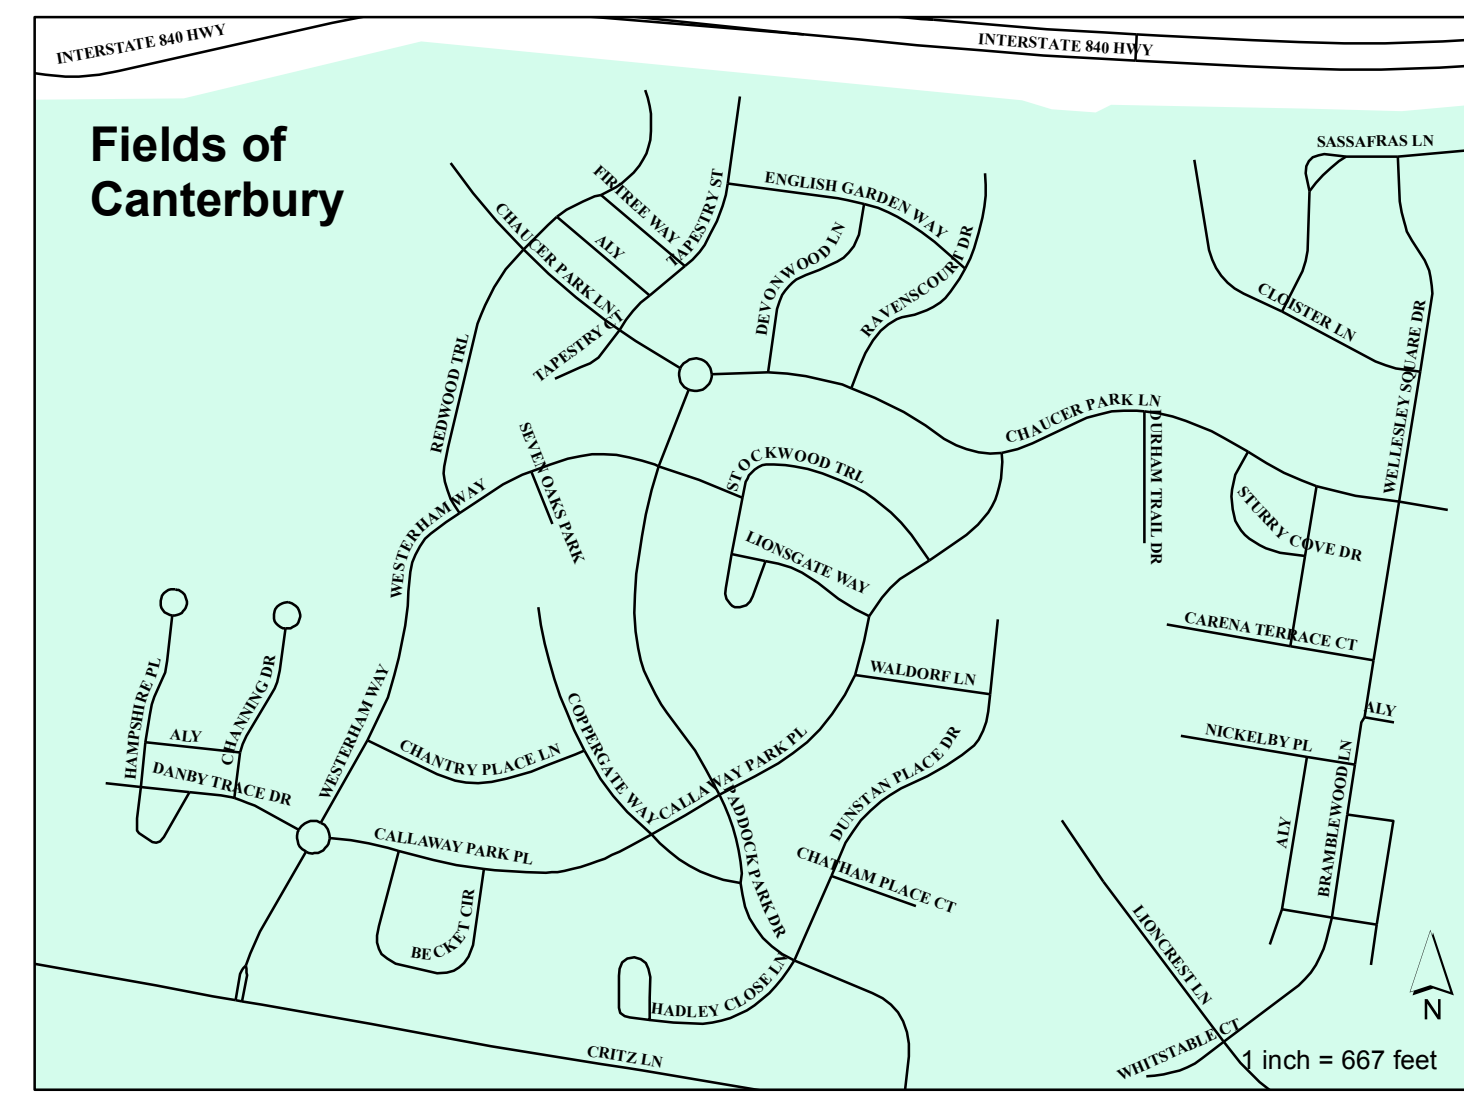 INTERSTATE 840 HWY
INTERSTATE 840 HWY
Fields of
Canterbury
SASSAFRAS LN
FIRTREE WAY
TAPESTRY ST
ENGLISH GARDEN WAY
CHAUCER PARK LN
ALY
DEVONWOOD LN
RAVENSCOURT DR
CLOISTER LN
TAPESTRY CT
REDWOOD TRL
WELLESLEY SQUARE DR
CHAUCER PARK LN
DURHAM TRAIL DR
SEVENOAKS PARK
STOCKWOOD TRL
STURRY COVE DR
WESTERHAM WAY
LIONSGATE WAY
CARENA TERRACE CT
WALDORF LN
HAMPSHIRE PL
CHANNING DR
ALY
DANBY TRACE DR
WESTERHAM WAY
CHANTRY PLACE LN
COPPERGATE WAY
CALLAWAY PARK PL
DUNSTAN PLACE DR
ALY
NICKELBY PL
BRAMBLEWOOD LN
ALY
CALLAWAY PARK PL
PADDOCK PARK DR
CHATHAM PLACE CT
BECKET CIR
LIONCREST LN
HADLEY CLOSE LN
CRITZ LN
WHITSTABLE CT
N
1 inch = 667 feet